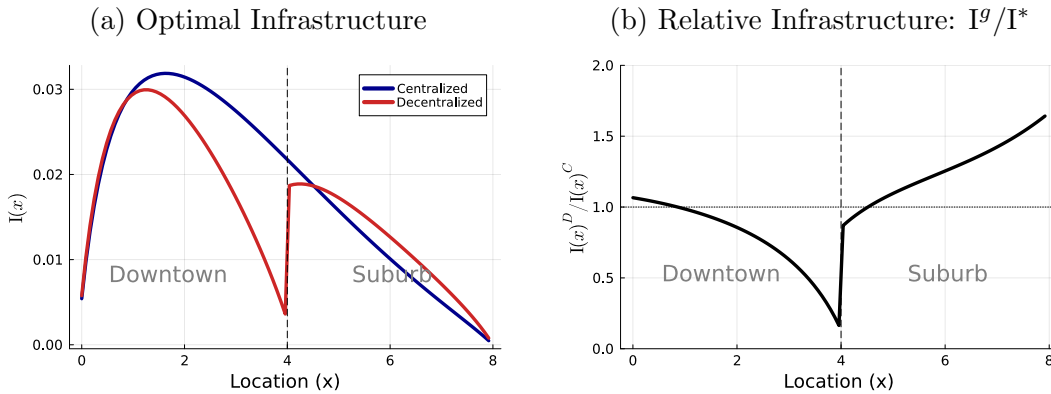 (a) Optimal Infrastructure
0.03
0.02
0.01
0.00
I(x)
Centralized
Decentralized
Downtown
Suburb
0
2
4
6
8
Location (x)
(b) Relative Infrastructure: I^g/I*
2.0
1.5
1.0
0.5
0.0
I(x)^D/I(x)^C
Downtown
Suburb
0
2
4
6
8
Location (x)